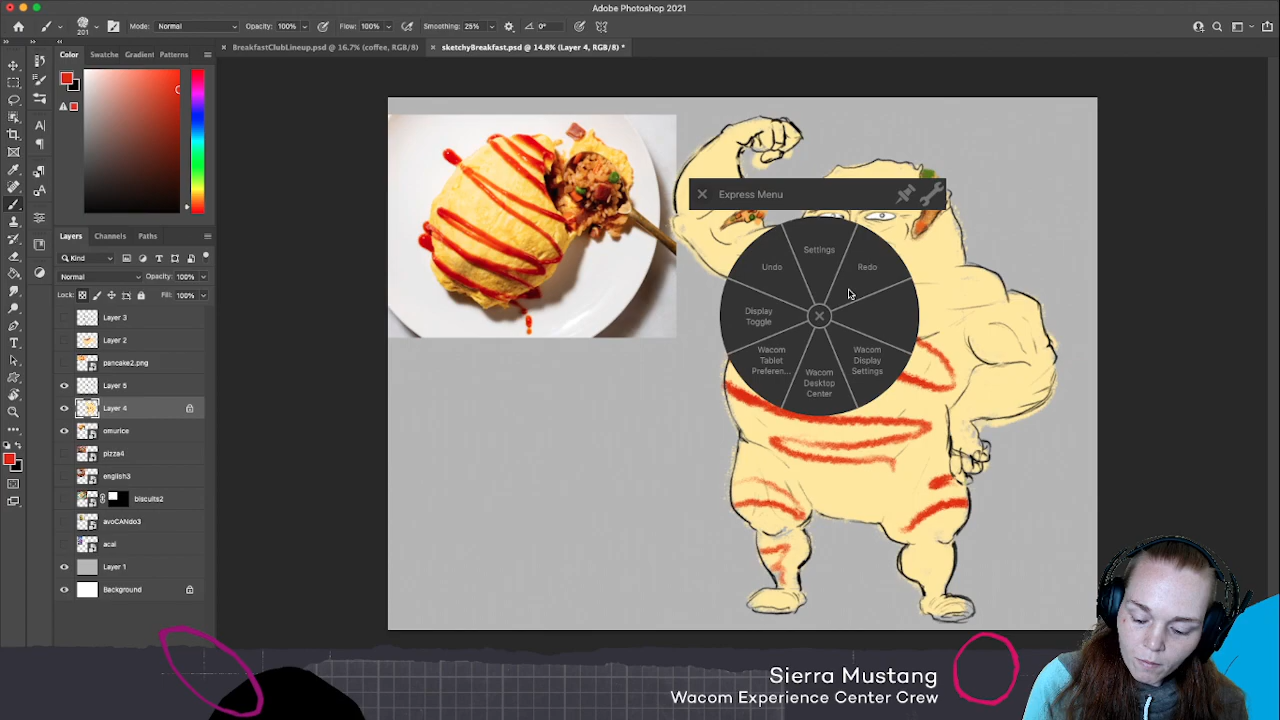 Adobe Photoshop 2021
201
Mode: Normal
Opacity: 100%
Flow: 100%
Smoothing: 25%
0°
× BreakfastClubLineup.psd @ 16.7% (coffee, RGB/8)
× sketchyBreakfast.psd @ 14.8% (Layer 4, RGB/8) *
Color Swatche Gradient Patterns
Layers Channels Paths
Kind
Normal Opacity: 100%
Lock: Fill: 100%
Layer 3
Layer 2
pancake2.png
Layer 5
Layer 4
omurice
pizza4
english3
biscuits2
avoCANdo3
acai
Layer 1
Background
Express Menu
Settings
Undo
Redo
Display Toggle
Wacom Tablet Preferen...
Wacom Desktop Center
Wacom Display Settings
Sierra Mustang
Wacom Experience Center Crew